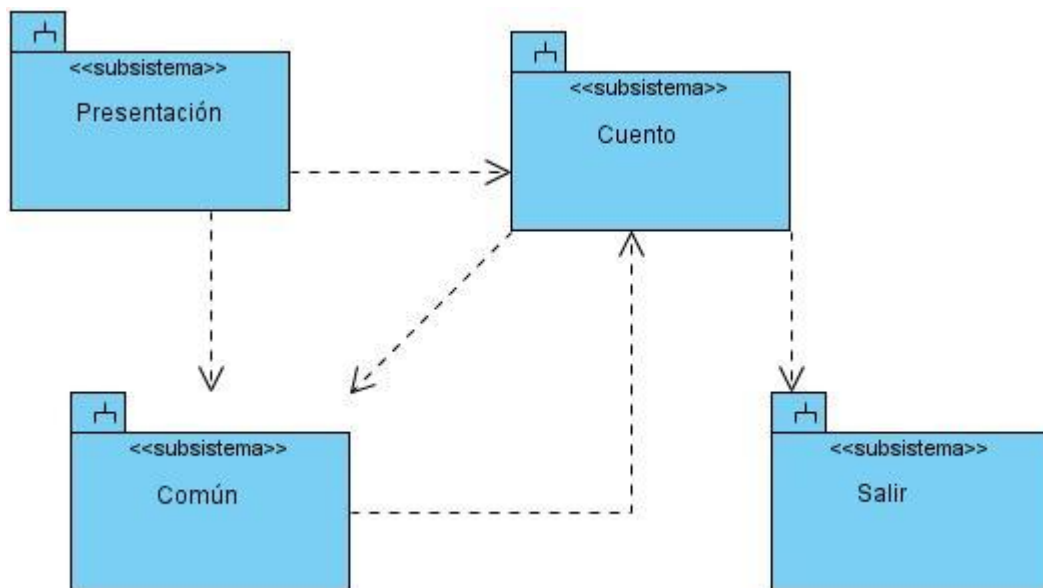 <<subsistema>>
Presentación
<<subsistema>>
Cuento
<<subsistema>>
Común
<<subsistema>>
Salir